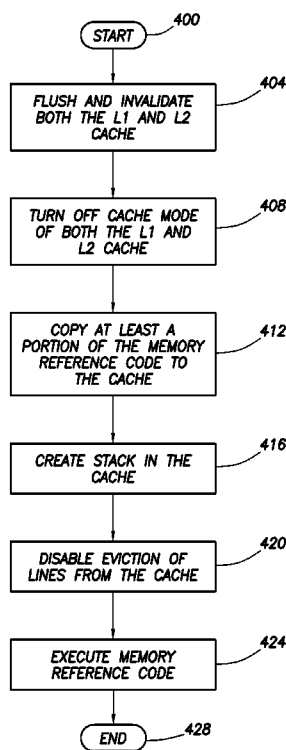 START
400
FLUSH AND INVALIDATE
BOTH THE L1 AND L2
CACHE
404
TURN OFF CACHE MODE
OF BOTH THE L1 AND
L2 CACHE
408
COPY AT LEAST A
PORTION OF THE MEMORY
REFERENCE CODE TO
THE CACHE
412
CREATE STACK IN THE
CACHE
416
DISABLE EVICTION OF
LINES FROM THE CACHE
420
EXECUTE MEMORY
REFERENCE CODE
424
END
428